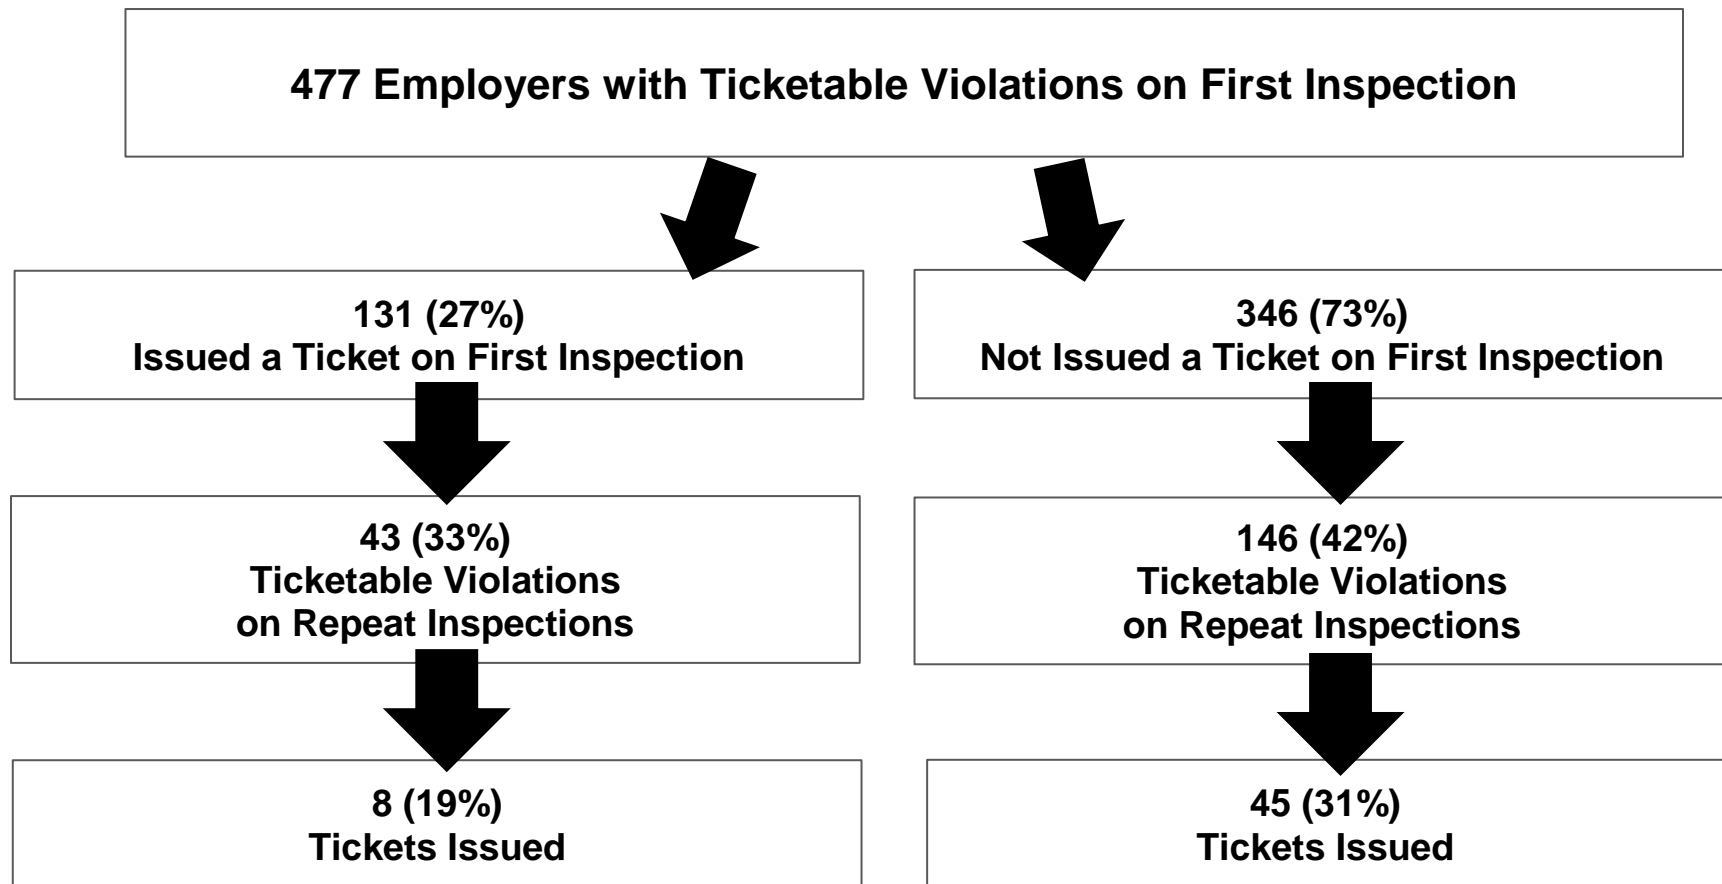 477 Employers with Ticketable Violations on First Inspection
131 (27%)
Issued a Ticket on First Inspection
346 (73%)
Not Issued a Ticket on First Inspection
43 (33%)
Ticketable Violations
on Repeat Inspections
146 (42%)
Ticketable Violations
on Repeat Inspections
8 (19%)
Tickets Issued
45 (31%)
Tickets Issued